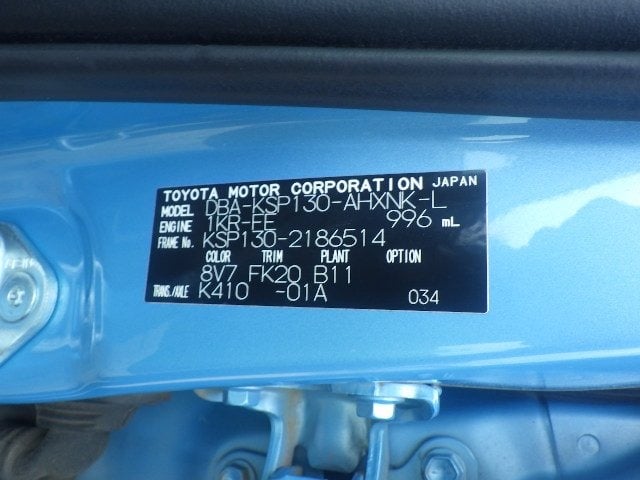 TOYOTA MOTOR CORPORATION JAPAN
MODEL DBA-KSP130-AHXNK-L
ENGINE 1KR-FE 996 mL
FRAME No. KSP130-2186514
COLOR TRIM PLANT OPTION
8V7 FK20 B11
TRANS./AXLE K410 -01A 034